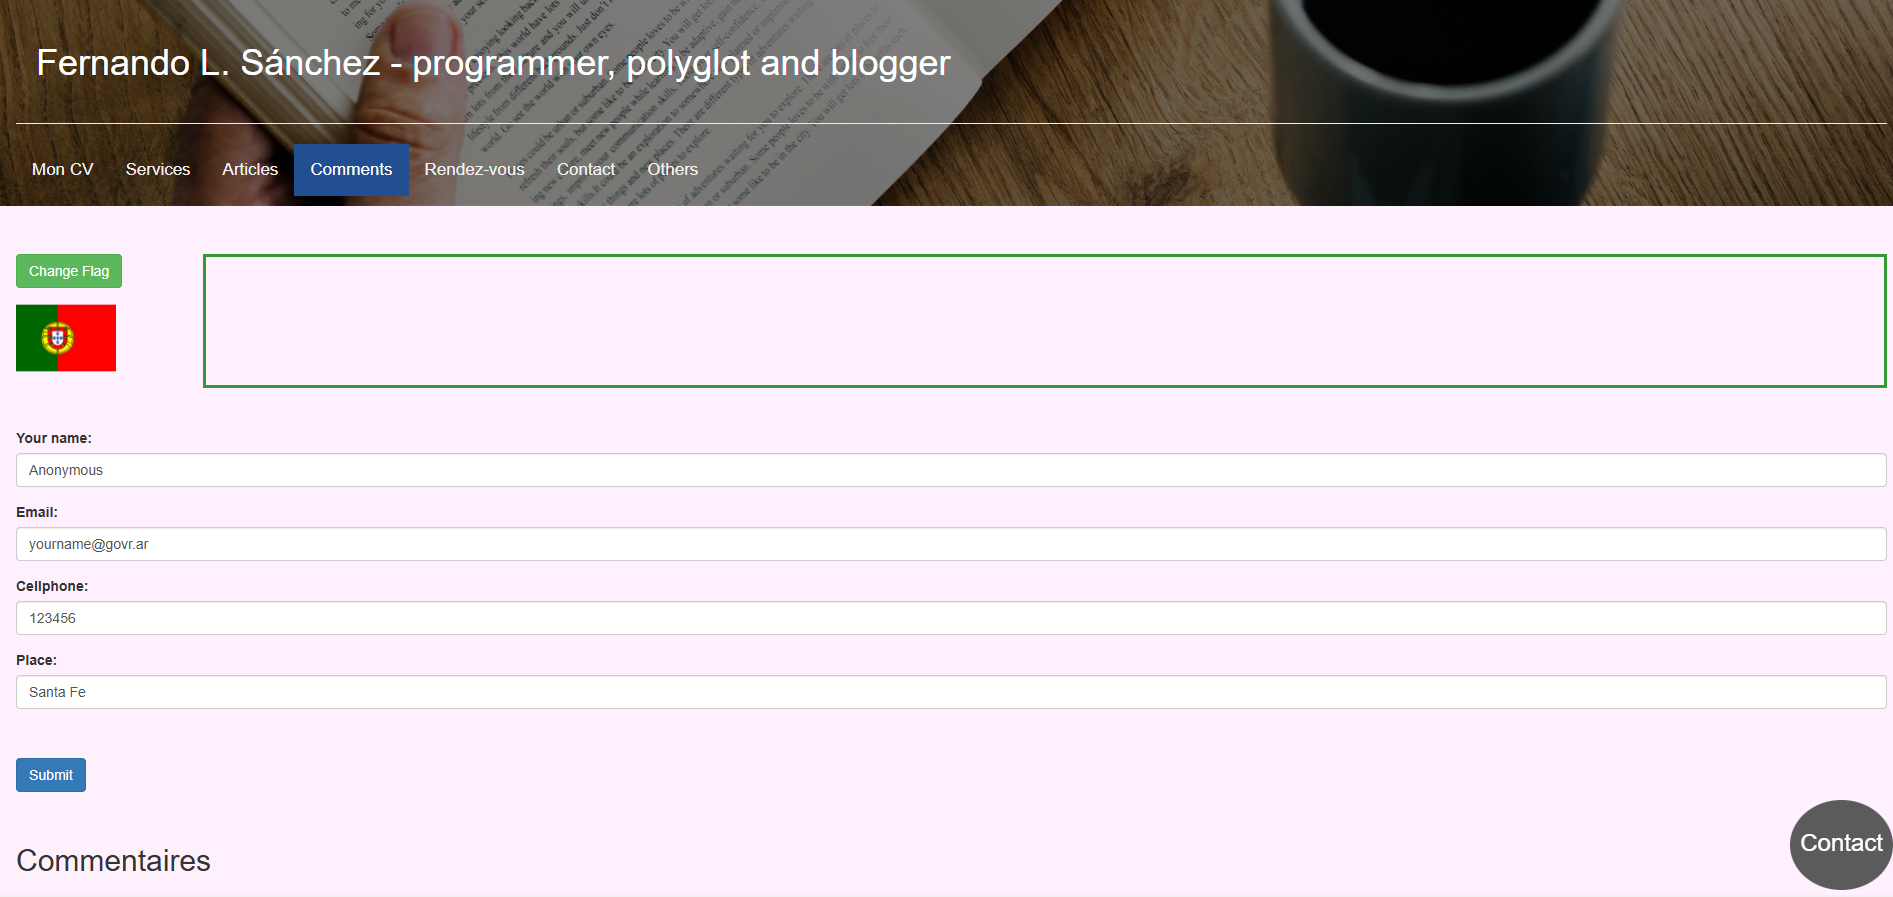 Fernando L. Sánchez - programmer, polyglot and blogger
Mon CV Services Articles Comments Rendez-vous Contact Others
Change Flag
Your name:
Anonymous
Email:
yourname@govr.ar
Cellphone:
123456
Place:
Santa Fe
Submit
Contact
Commentaires